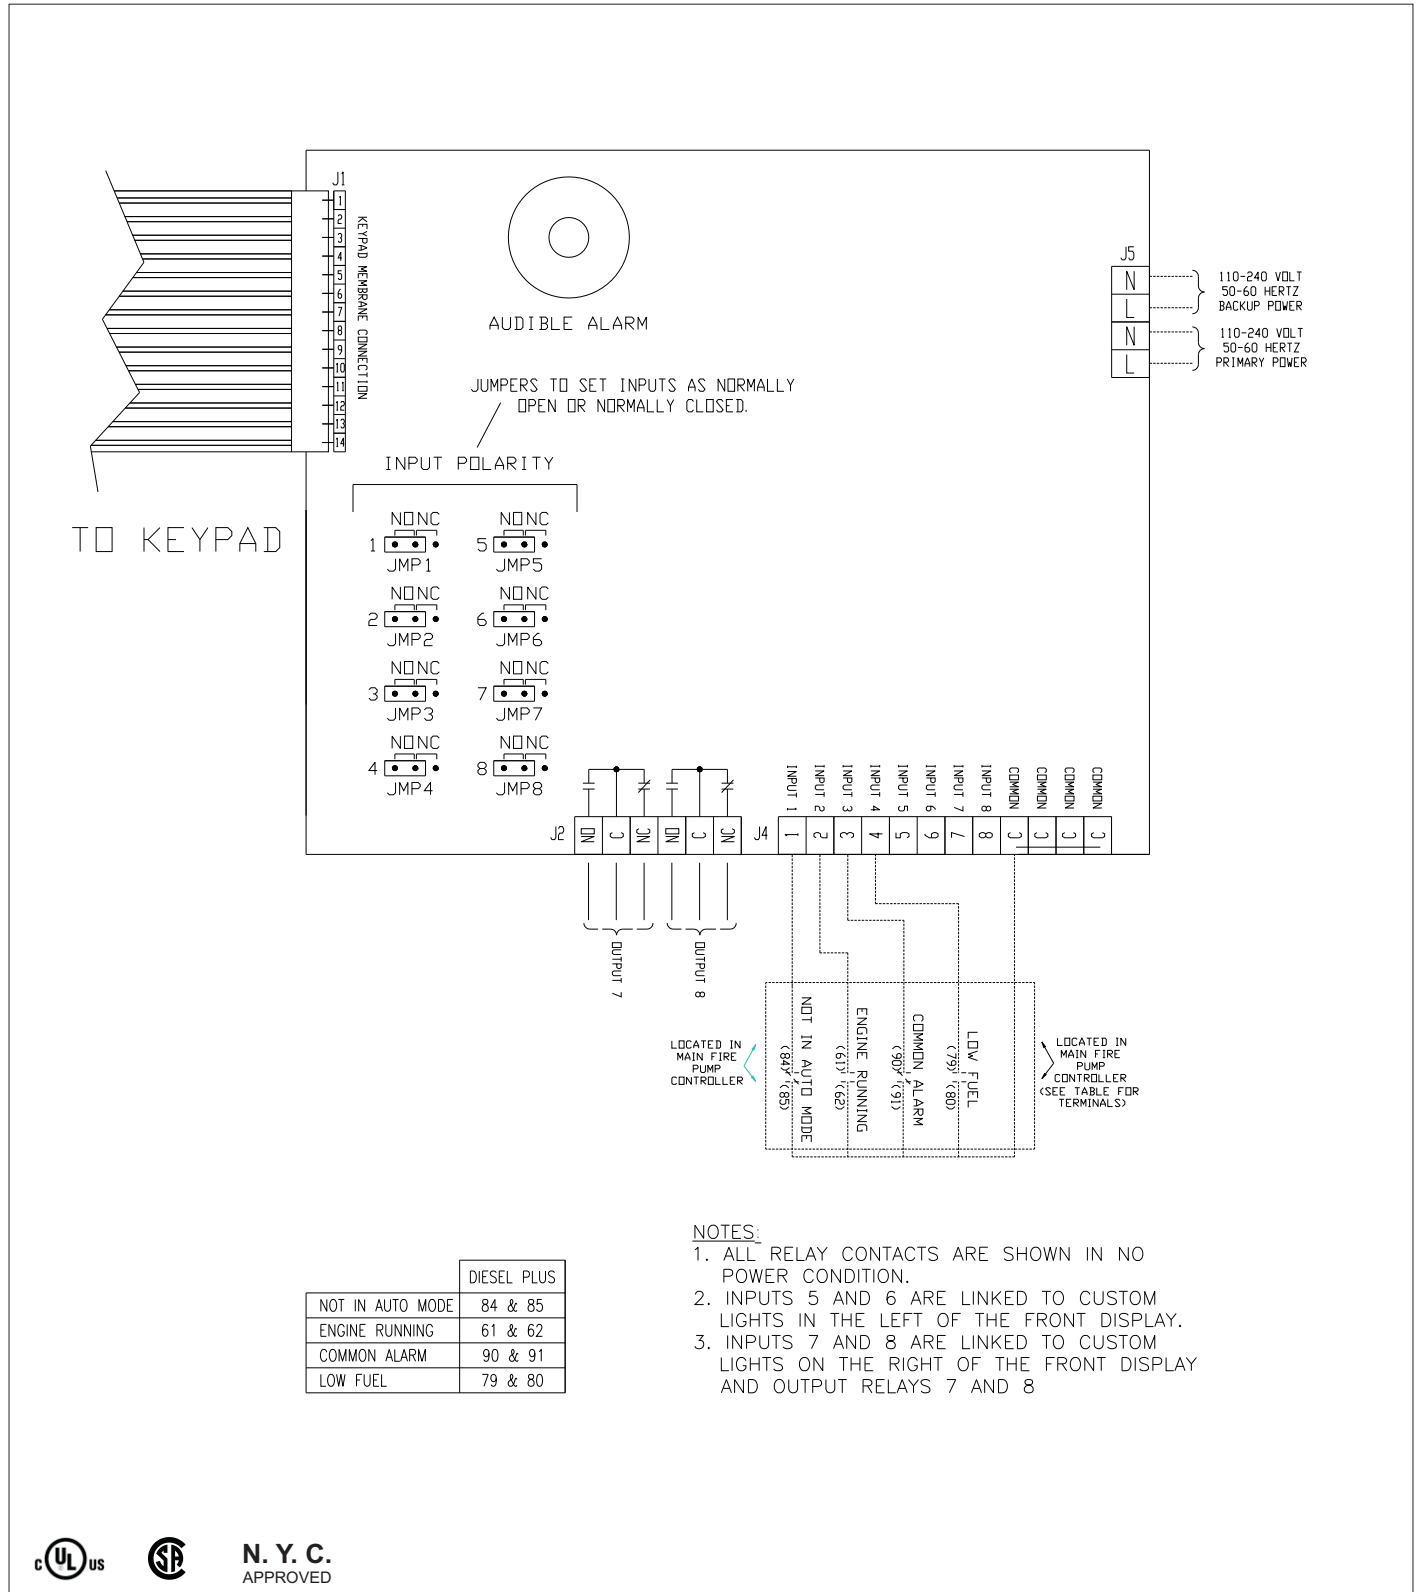 J1
1
2
3
4
5
6
7
8
9
10
11
12
13
14
KEYPAD MEMBRANE CONNECTION
TO KEYPAD
AUDIBLE ALARM
JUMPERS TO SET INPUTS AS NORMALLY
OPEN OR NORMALLY CLOSED.
INPUT POLARITY
NO NC
1
JMP1
NO NC
5
JMP5
NO NC
2
JMP2
NO NC
6
JMP6
NO NC
3
JMP3
NO NC
7
JMP7
NO NC
4
JMP4
NO NC
8
JMP8
J5
N
L
N
L
110-240 VOLT
50-60 HERTZ
BACKUP POWER
110-240 VOLT
50-60 HERTZ
PRIMARY POWER
J2
NO
C
NC
NO
C
NC
OUTPUT 7
OUTPUT 8
INPUT 1
INPUT 2
INPUT 3
INPUT 4
INPUT 5
INPUT 6
INPUT 7
INPUT 8
COMMON
COMMON
COMMON
COMMON
J4
1
2
3
4
5
6
7
8
C
C
C
C
LOCATED IN
MAIN FIRE
PUMP
CONTROLLER
(84) (85)
NOT IN AUTO MODE
(61) (62)
ENGINE RUNNING
(90) (91)
COMMON ALARM
(79) (80)
LOW FUEL
LOCATED IN
MAIN FIRE
PUMP
CONTROLLER
(SEE TABLE FOR
TERMINALS)
DIESEL PLUS
NOT IN AUTO MODE 84 & 85
ENGINE RUNNING 61 & 62
COMMON ALARM 90 & 91
LOW FUEL 79 & 80
NOTES:
1. ALL RELAY CONTACTS ARE SHOWN IN NO
POWER CONDITION.
2. INPUTS 5 AND 6 ARE LINKED TO CUSTOM
LIGHTS IN THE LEFT OF THE FRONT DISPLAY.
3. INPUTS 7 AND 8 ARE LINKED TO CUSTOM
LIGHTS ON THE RIGHT OF THE FRONT DISPLAY
AND OUTPUT RELAYS 7 AND 8
c UL us
SA
N. Y. C.
APPROVED